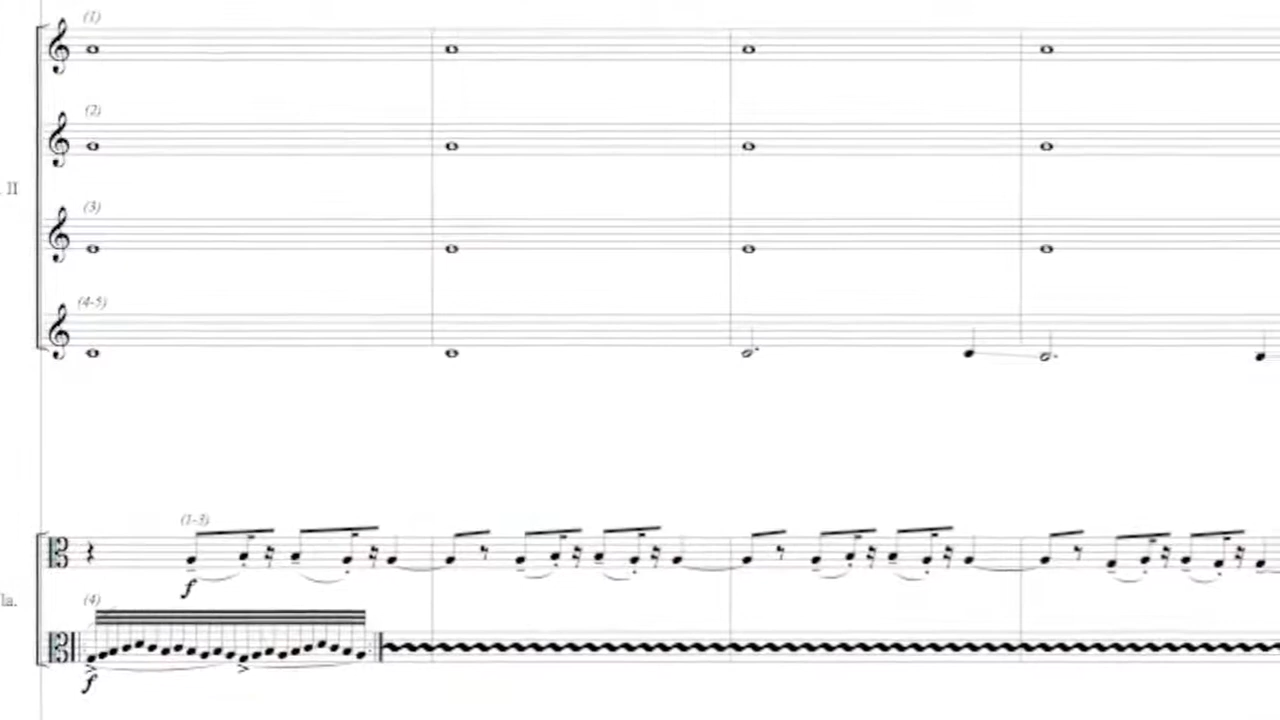 (1)
(2)
II
(3)
(4-5)
(1-3)
f
(4)
la.
f